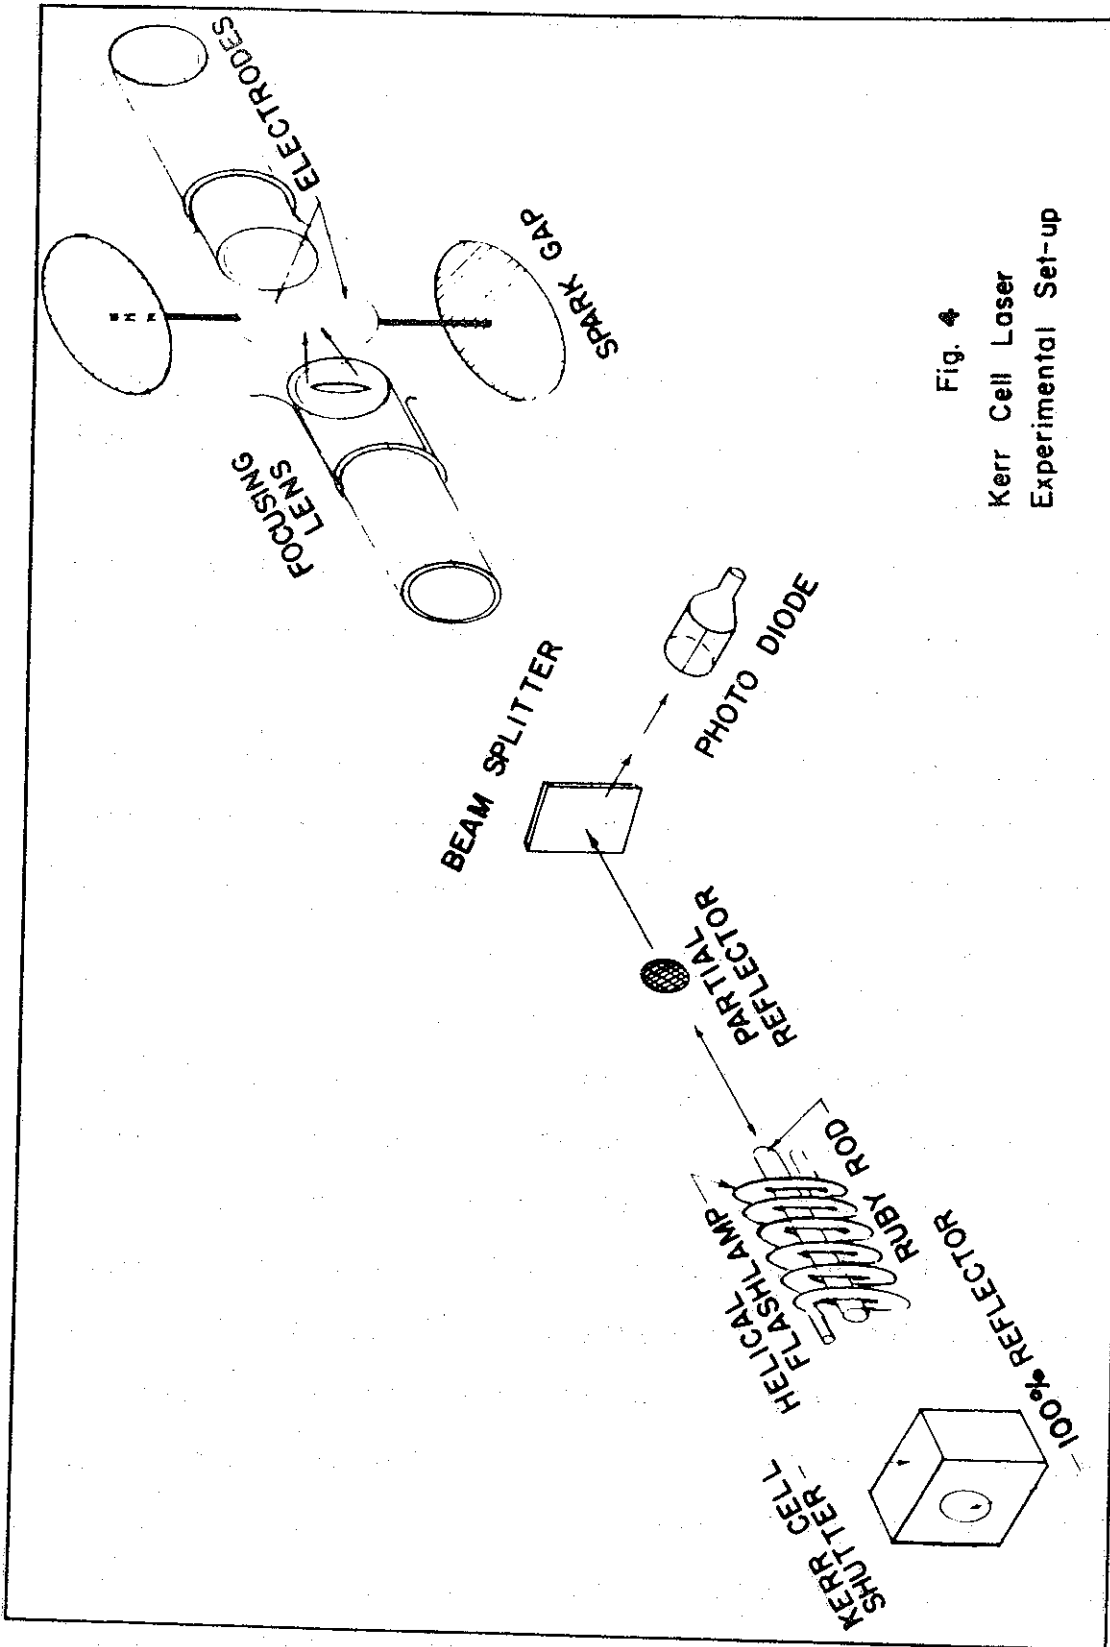 KERR CELL
SHUTTER
100% REFLECTOR
HELICAL
FLASHLAMP
RUBY ROD
PARTIAL
REFLECTOR
BEAM SPLITTER
PHOTO DIODE
FOCUSING
LENS
SPARK GAP
ELECTRODES
Fig. 4
Kerr Cell Laser
Experimental Set-up